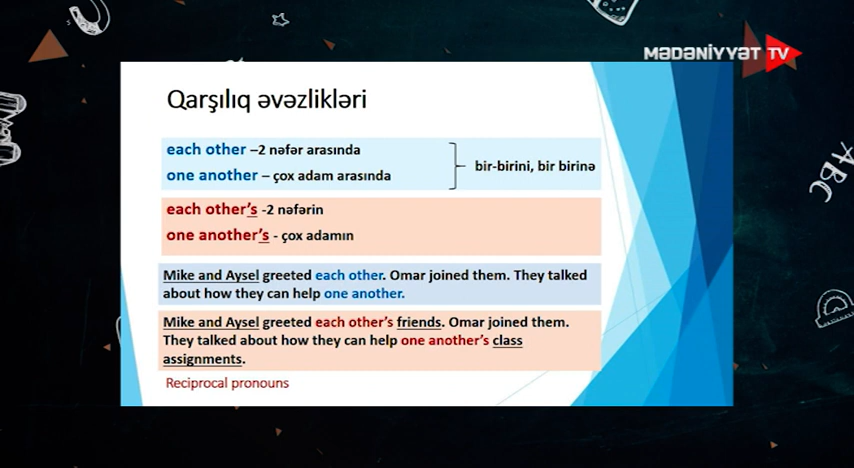 MƏDƏNİYYƏT TV
Qarşılıq əvəzlikləri
each other –2 nəfər arasında
one another – çox adam arasında
bir-birini, bir birinə
each other’s -2 nəfərin
one another’s - çox adamın
Mike and Aysel greeted each other. Omar joined them. They talked
about how they can help one another.
Mike and Aysel greeted each other’s friends. Omar joined them.
They talked about how they can help one another’s class
assignments.
Reciprocal pronouns
ABC